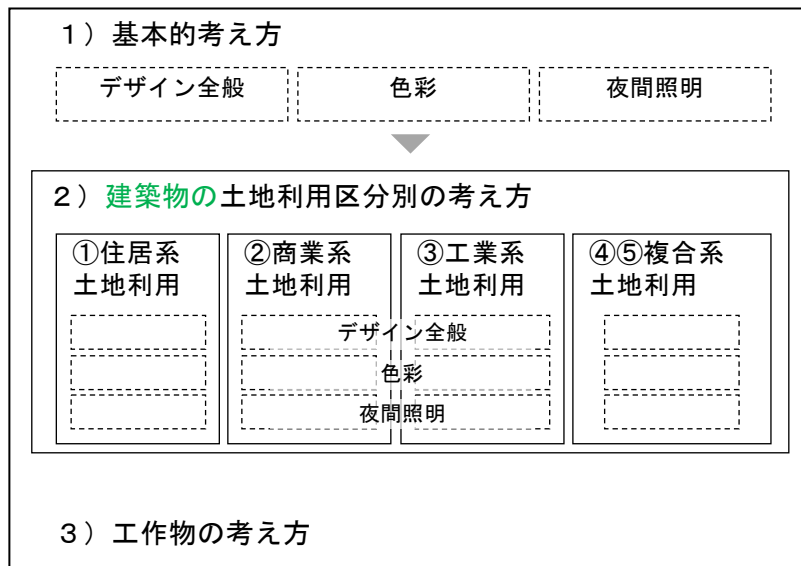 １）基本的考え方
デザイン全般
色彩
夜間照明
２）建築物の土地利用区分別の考え方
①住居系
土地利用
②商業系
土地利用
③工業系
土地利用
④⑤複合系
土地利用
デザイン全般
色彩
夜間照明
３）工作物の考え方